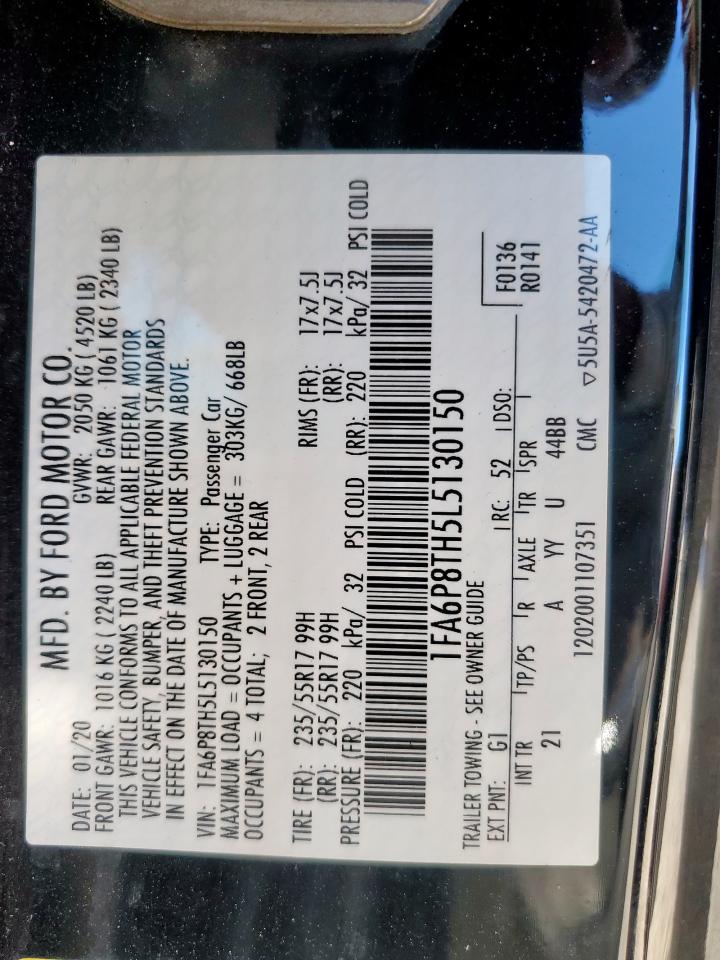 MFD. BY FORD MOTOR CO.
DATE: 01/20 GVWR: 2050 KG ( 4520 LB)
FRONT GAWR: 1016 KG ( 2240 LB) REAR GAWR: 1061 KG ( 2340 LB)
THIS VEHICLE CONFORMS TO ALL APPLICABLE FEDERAL MOTOR
VEHICLE SAFETY, BUMPER, AND THEFT PREVENTION STANDARDS
IN EFFECT ON THE DATE OF MANUFACTURE SHOWN ABOVE.
VIN: 1FA6P8TH5L5130150 TYPE: Passenger Car
MAXIMUM LOAD = OCCUPANTS + LUGGAGE = 303KG/ 668LB
OCCUPANTS = 4 TOTAL; 2 FRONT, 2 REAR
TIRE (FR): 235/55R17 99H RIMS (FR): 17x7.5J
(RR): 235/55R17 99H (RR): 17x7.5J
PRESSURE (FR): 220 kPa/ 32 PSI COLD (RR): 220 kPa/ 32 PSI COLD
1FA6P8TH5L5130150
TRAILER TOWING - SEE OWNER GUIDE F0136
EXT PNT: G1 RC: 52 DSO: R0141
INT TR TP/PS R AXLE TR SPR
21 A YY U 44BB
1202001107351 CMC ▽5U5A-5420472-AA